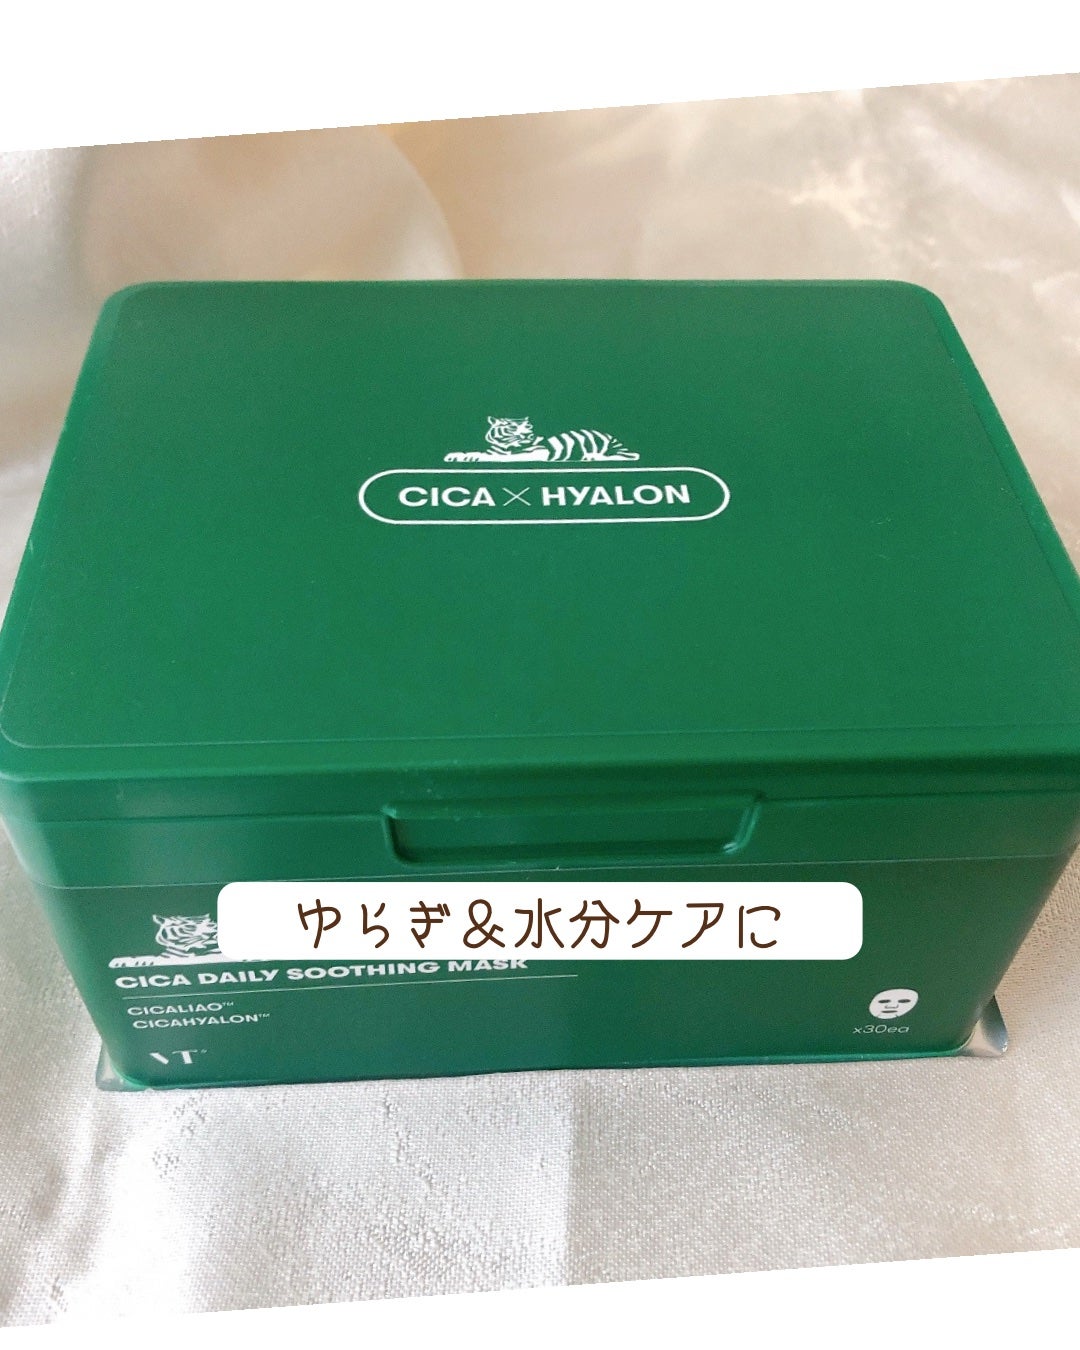 CICA × HYALON
ゆらぎ＆水分ケアに
CICA DAILY SOOTHING MASK
CICALIAO™
CICAHYALON™
VT
x30ea